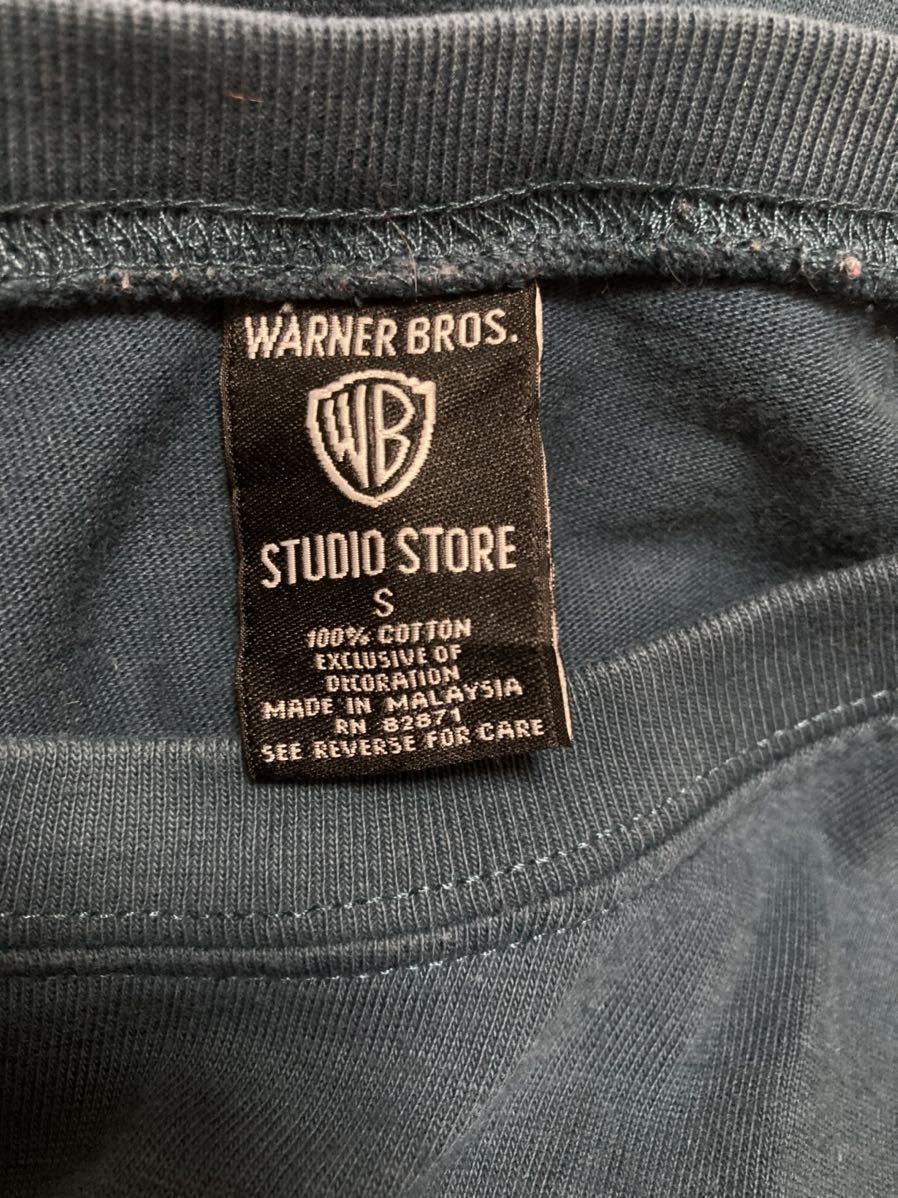 WARNER BROS.
WB
STUDIO STORE
S
100% COTTON
EXCLUSIVE OF
DECORATION
MADE IN MALAYSIA
RN 82871
SEE REVERSE FOR CARE